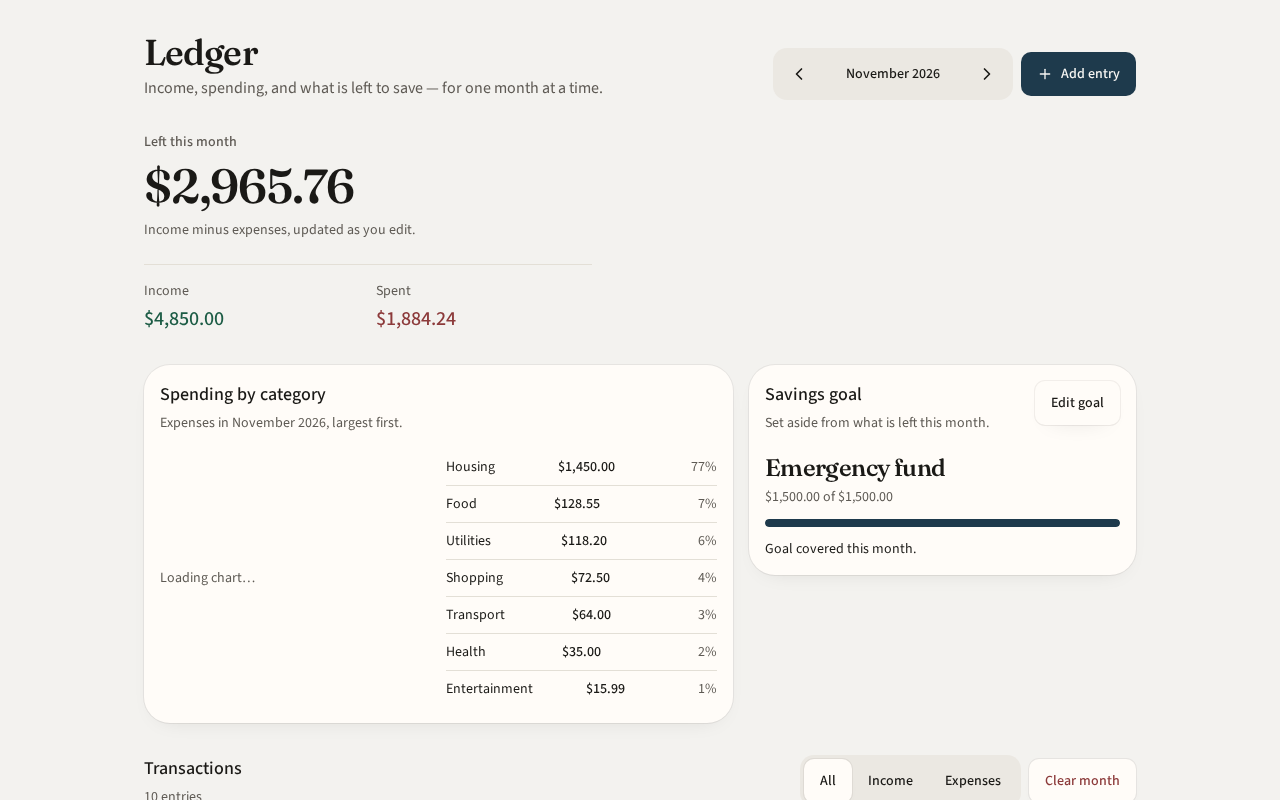 Ledger
Income, spending, and what is left to save — for one month at a time.
November 2026
Add entry
Left this month
$2,965.76
Income minus expenses, updated as you edit.
Income
$4,850.00
Spent
$1,884.24
Spending by category
Expenses in November 2026, largest first.
Loading chart…
Housing $1,450.00 77%
Food $128.55 7%
Utilities $118.20 6%
Shopping $72.50 4%
Transport $64.00 3%
Health $35.00 2%
Entertainment $15.99 1%
Savings goal
Set aside from what is left this month.
Edit goal
Emergency fund
$1,500.00 of $1,500.00
Goal covered this month.
Transactions
10 entries
All Income Expenses
Clear month